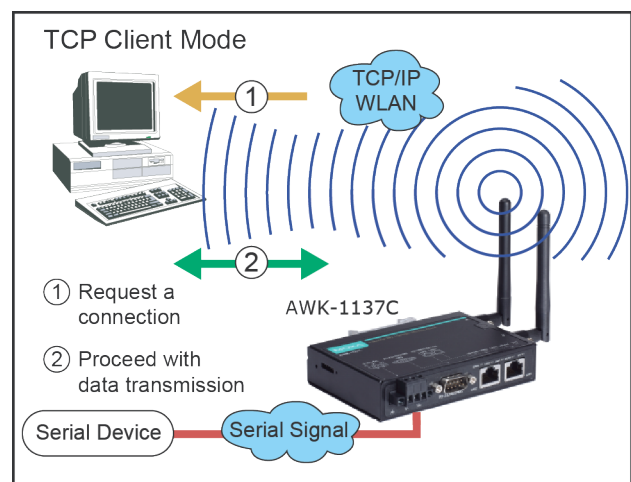 TCP Client Mode
TCP/IP
WLAN
1
2
1 Request a
connection
AWK-1137C
2 Proceed with
data transmission
Serial Device
Serial Signal